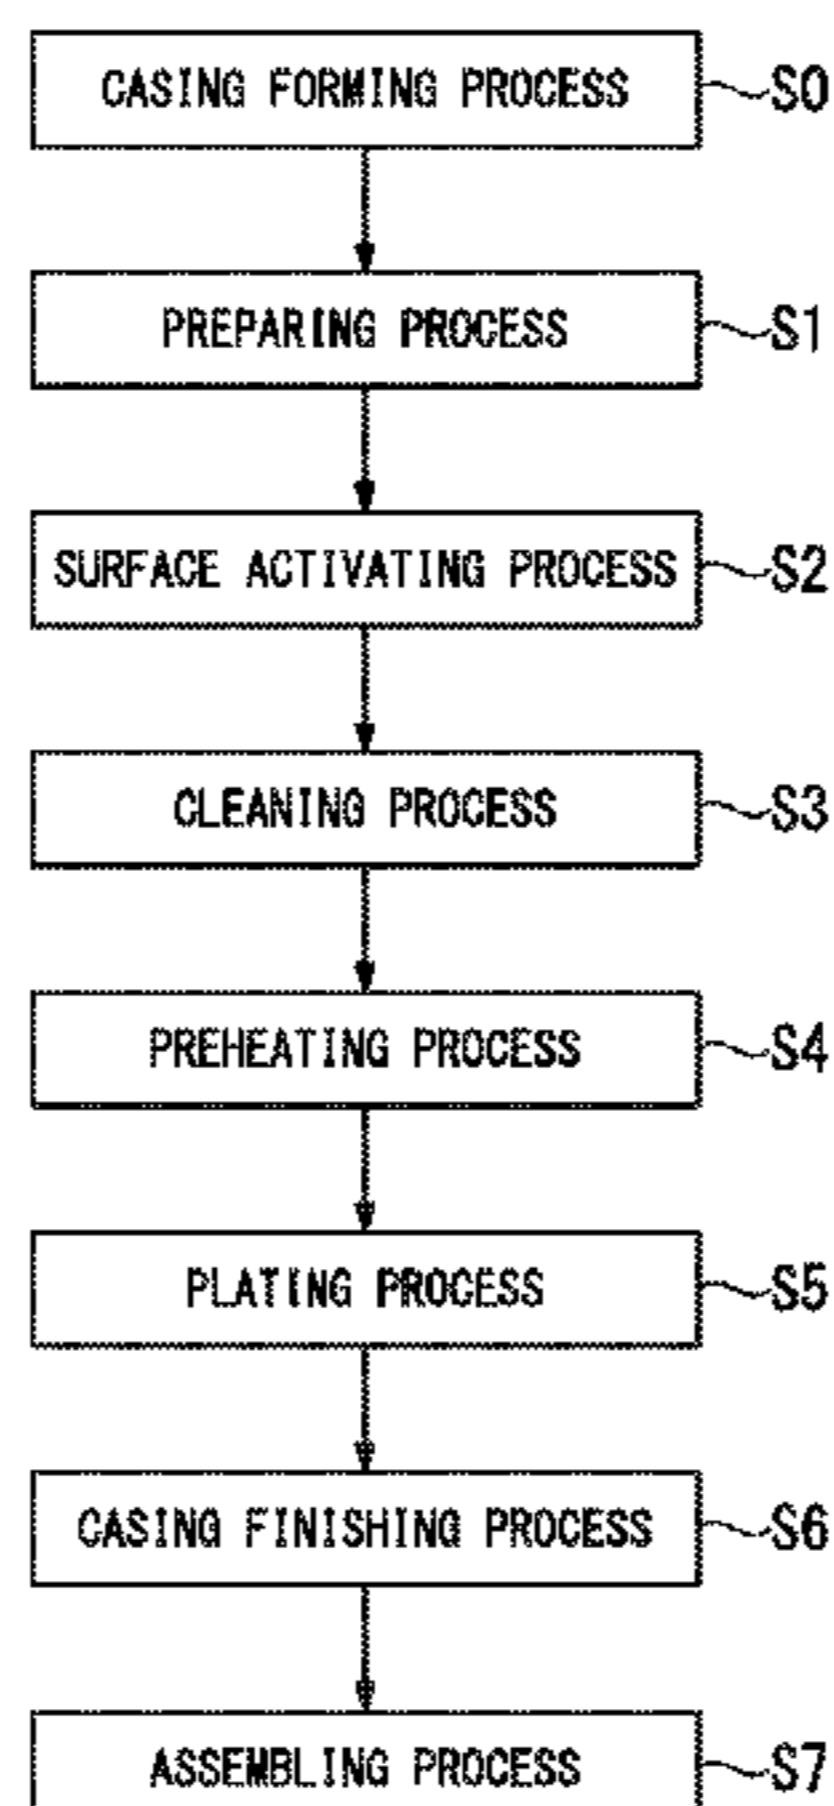 CASING FORMING PROCESS S0
PREPARING PROCESS S1
SURFACE ACTIVATING PROCESS S2
CLEANING PROCESS S3
PREHEATING PROCESS S4
PLATING PROCESS S5
CASING FINISHING PROCESS S6
ASSEMBLING PROCESS S7